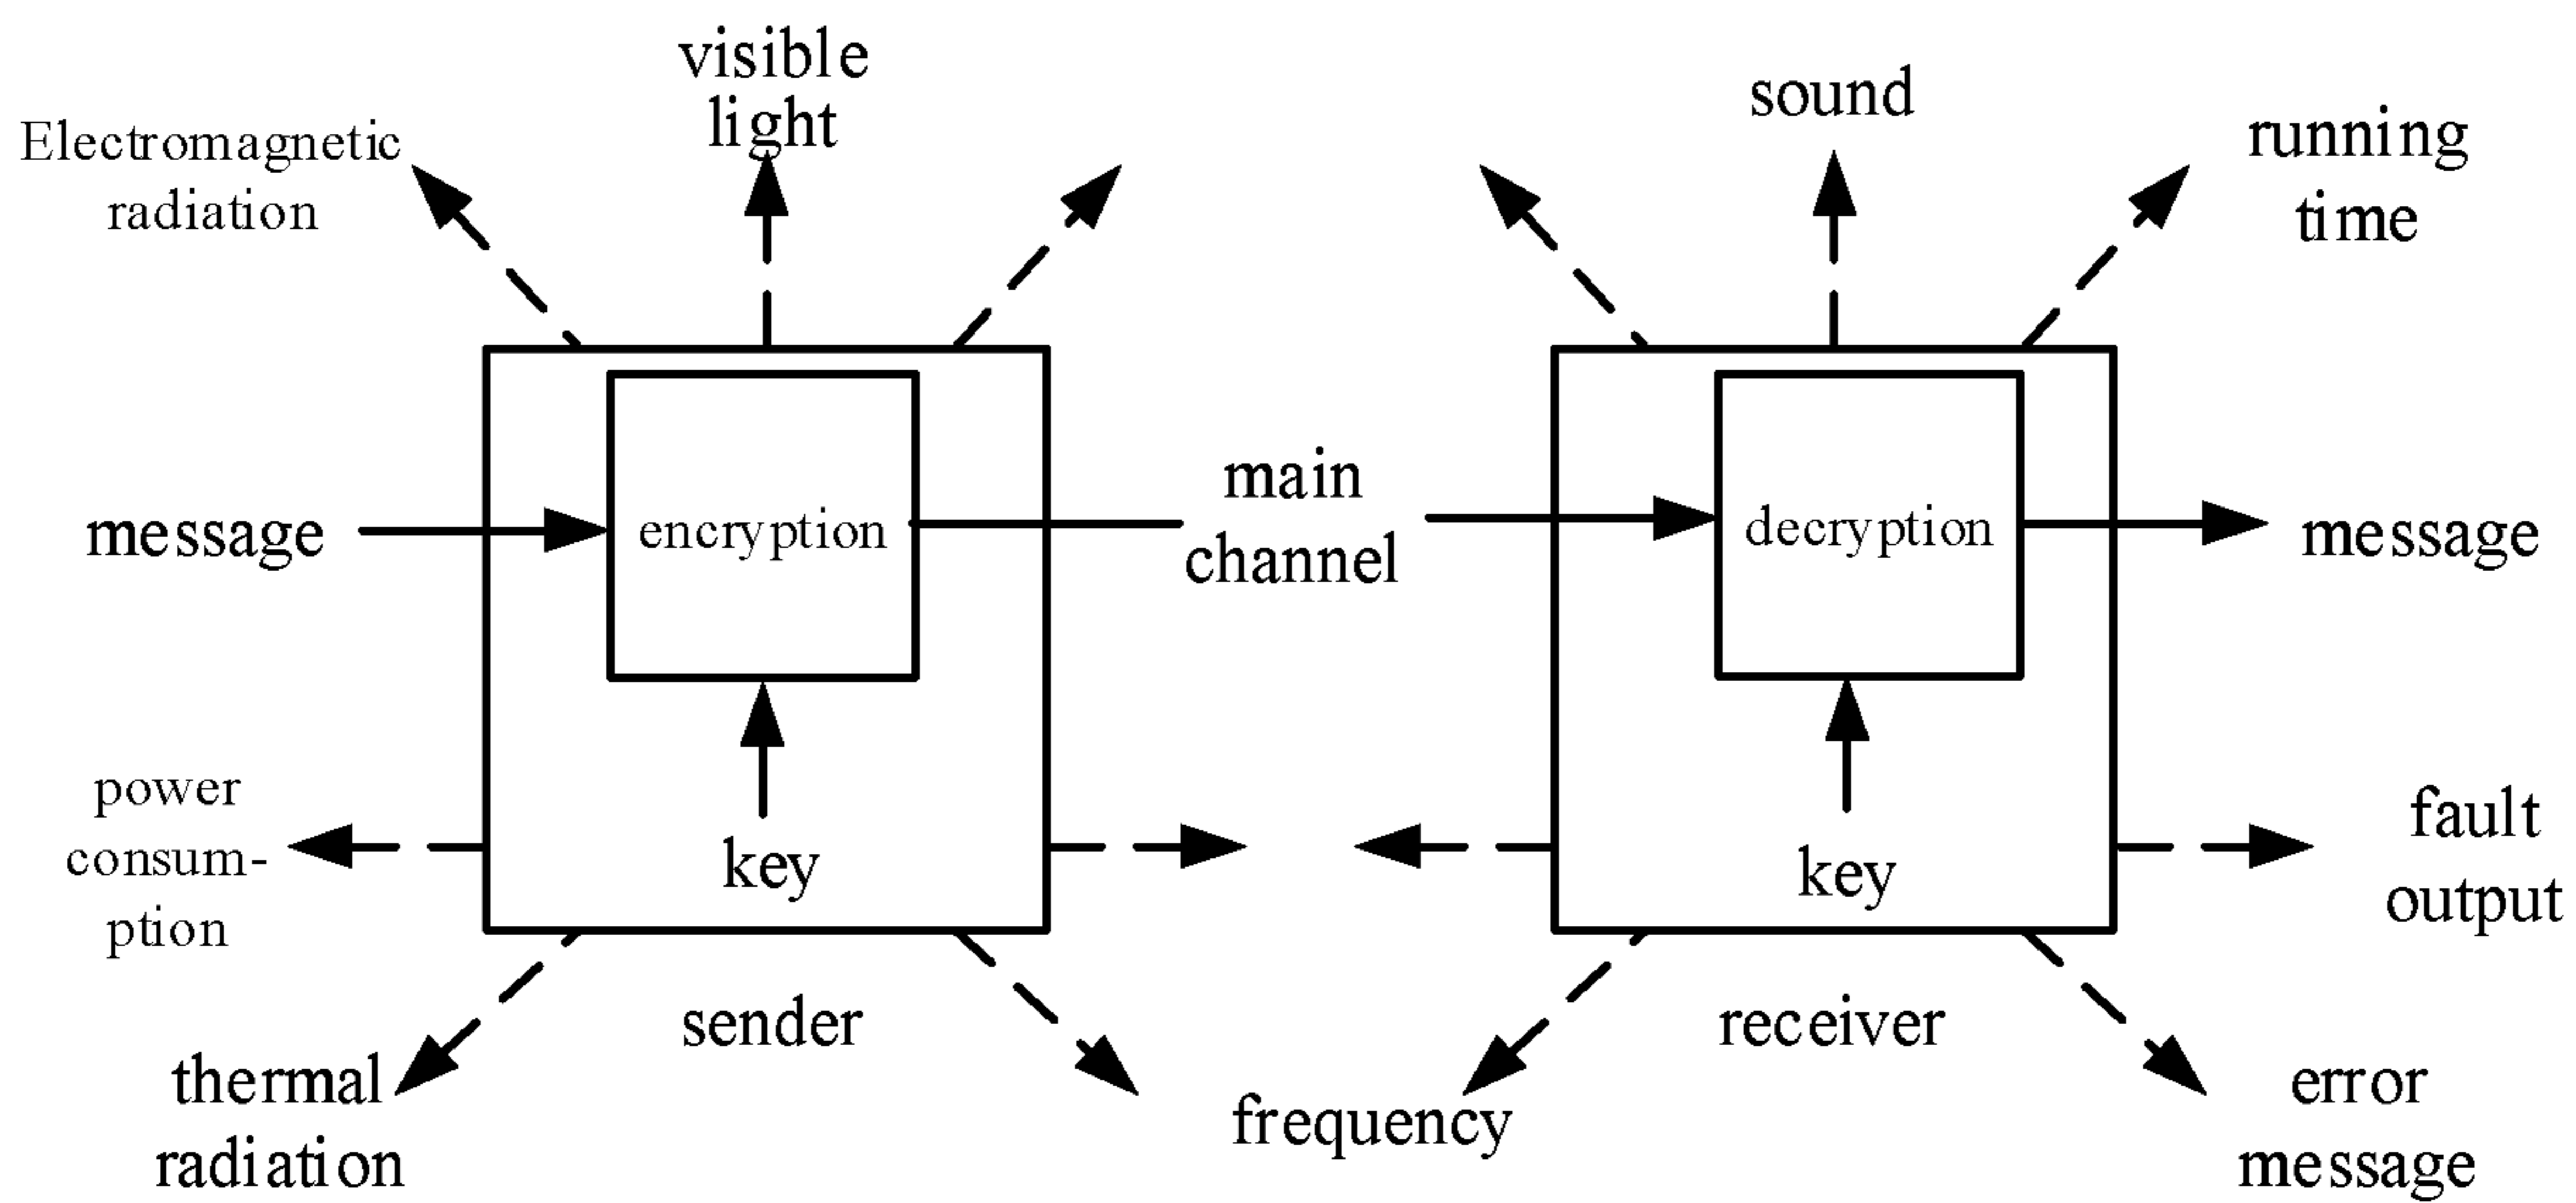 visible
light
sound
Electromagnetic
radiation
running
time
message
encryption
main
channel
decryption
message
power
consum-
ption
key
key
fault
output
sender
receiver
thermal
radiation
frequency
error
message